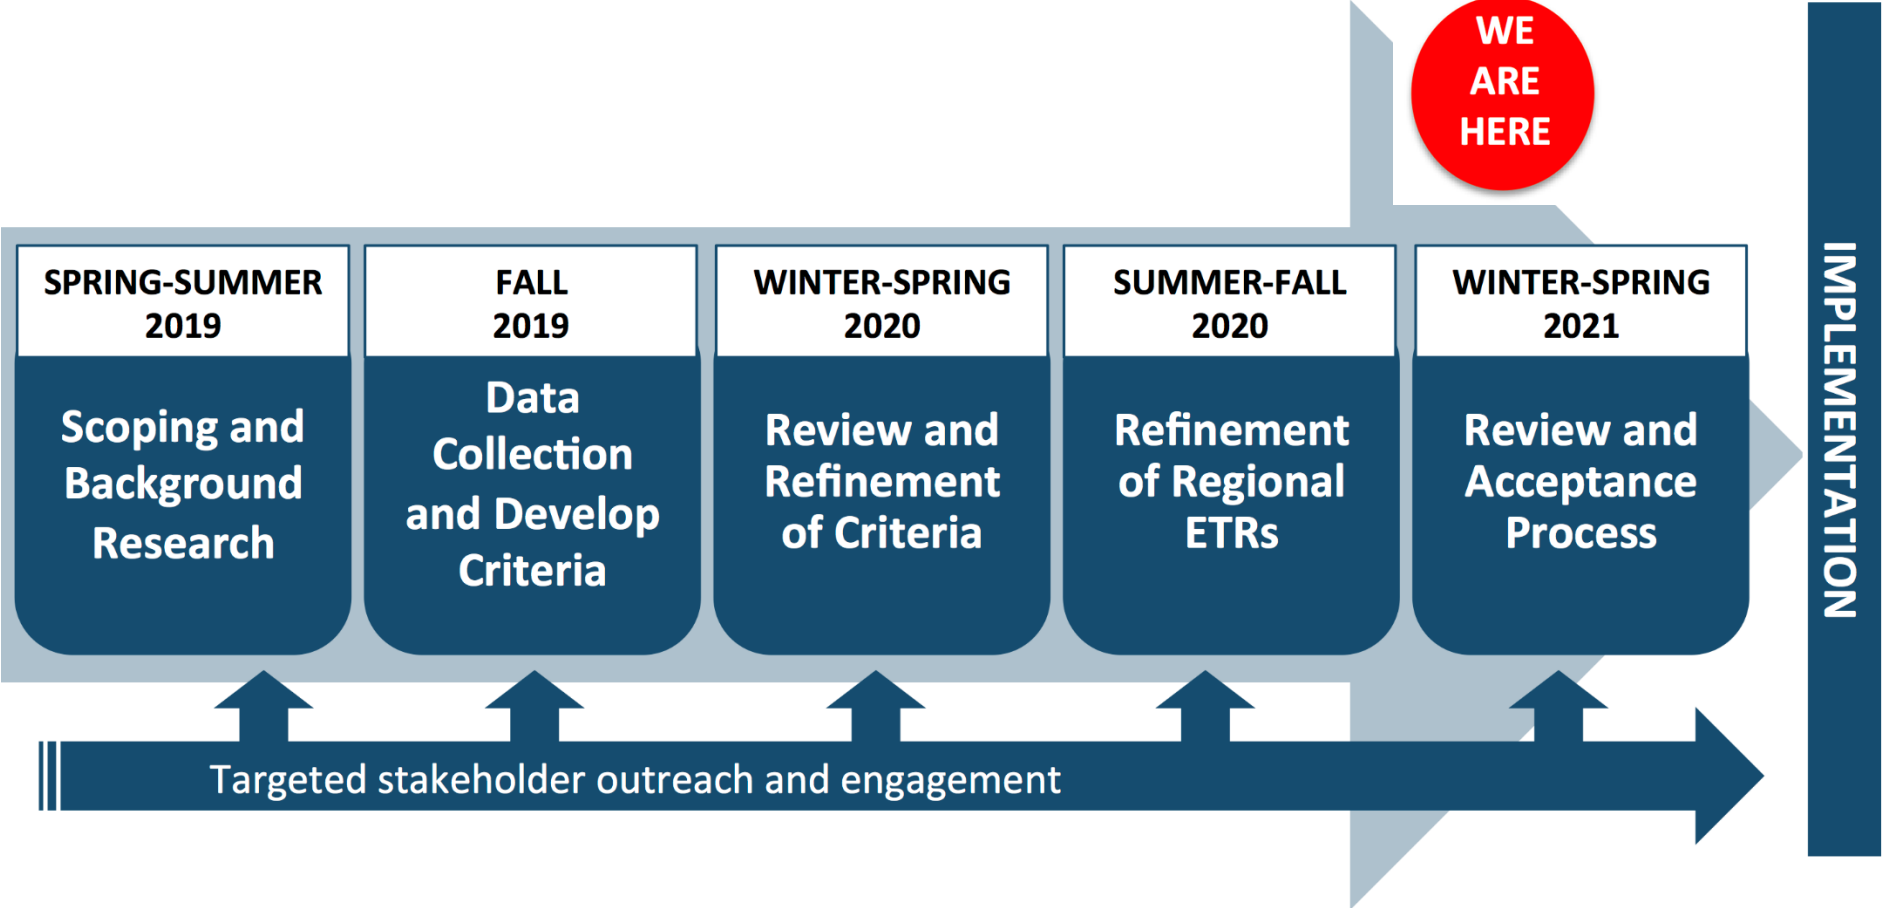 WE
ARE
HERE
SPRING-SUMMER
2019
Scoping and
Background
Research
FALL
2019
Data
Collection
and Develop
Criteria
WINTER-SPRING
2020
Review and
Refinement
of Criteria
SUMMER-FALL
2020
Refinement
of Regional
ETRs
WINTER-SPRING
2021
Review and
Acceptance
Process
IMPLEMENTATION
Targeted stakeholder outreach and engagement